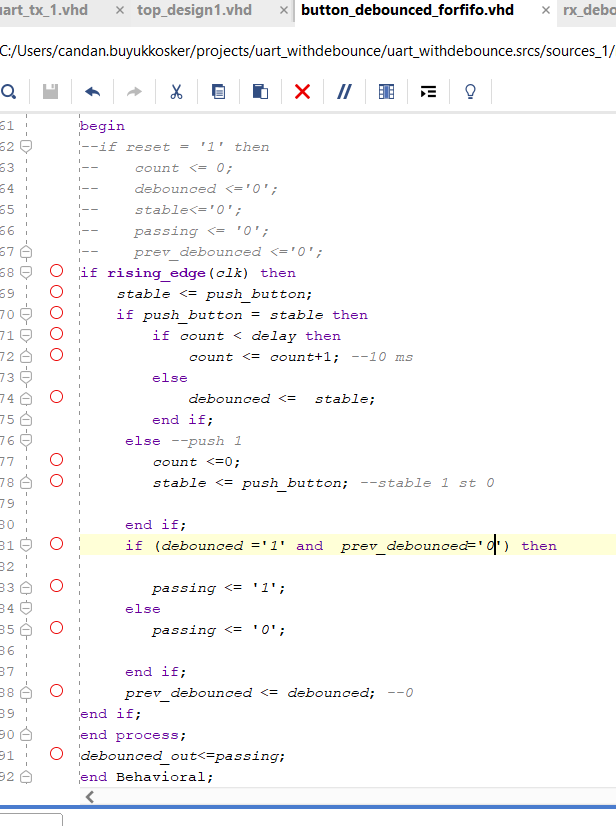 uart_tx_1.vhd × top_design1.vhd × button_debounced_forfifo.vhd × rx_debo
C:/Users/candan.buyukkosker/projects/uart_withdebounce/uart_withdebounce.srcs/sources_1/
61 begin
62 --if reset = '1' then
63 --    count <= 0;
64 --    debounced <='0';
65 --    stable<='0';
66 --    passing <= '0';
67 --    prev_debounced <='0';
68 if rising_edge(clk) then
69     stable <= push_button;
70     if push_button = stable then
71         if count < delay then
72             count <= count+1; --10 ms
73         else
74             debounced <=  stable;
75         end if;
76      else --push 1
77         count <=0;
78         stable <= push_button; --stable 1 st 0
79
80      end if;
81      if (debounced ='1' and  prev_debounced='0') then
82
83         passing <= '1';
84      else
85         passing <= '0';
86
87      end if;
88      prev_debounced <= debounced; --0
89 end if;
90 end process;
91 debounced_out<=passing;
92 end Behavioral;